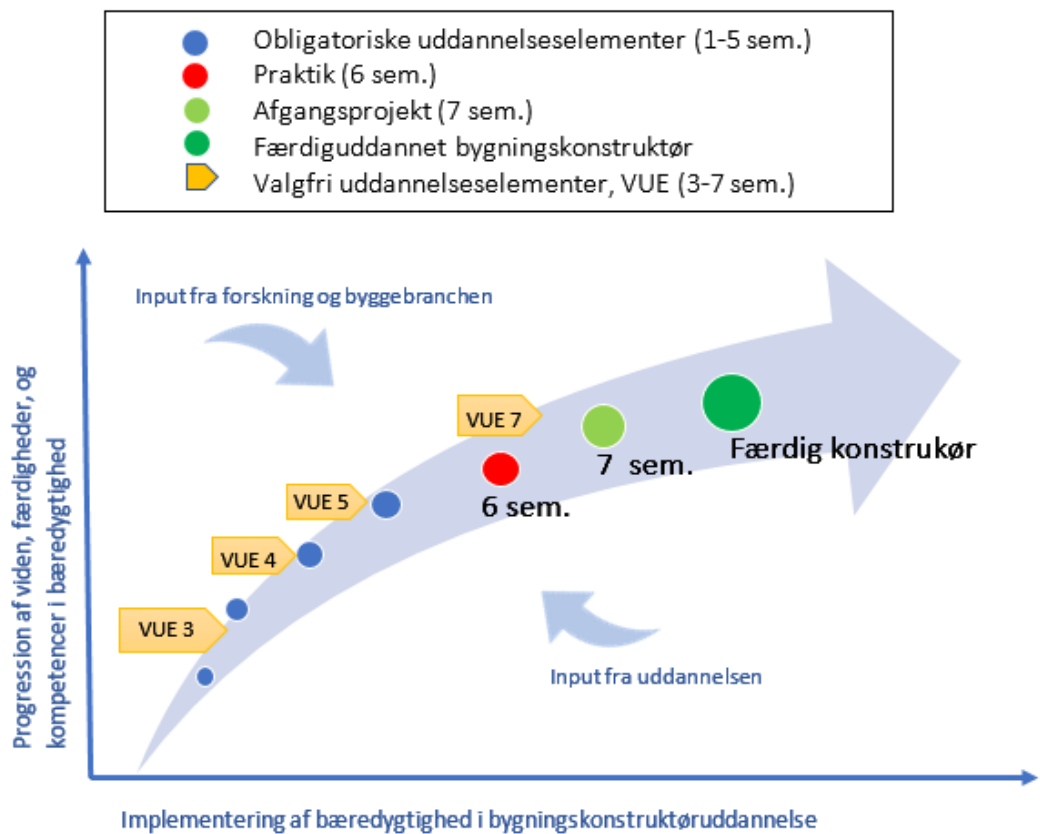 Obligatoriske uddannelseselementer (1-5 sem.)
Praktik (6 sem.)
Afgangsprojekt (7 sem.)
Færdiguddannet bygningskonstruktør
Valgfri uddannelseselementer, VUE (3-7 sem.)
Input fra forskning og byggebranchen
VUE 7
Færdig konstrukør
7 sem.
VUE 5
6 sem.
VUE 4
VUE 3
Input fra uddannelsen
Progression af viden, færdigheder, og
kompetencer i bæredygtighed
Implementering af bæredygtighed i bygningskonstruktøruddannelse